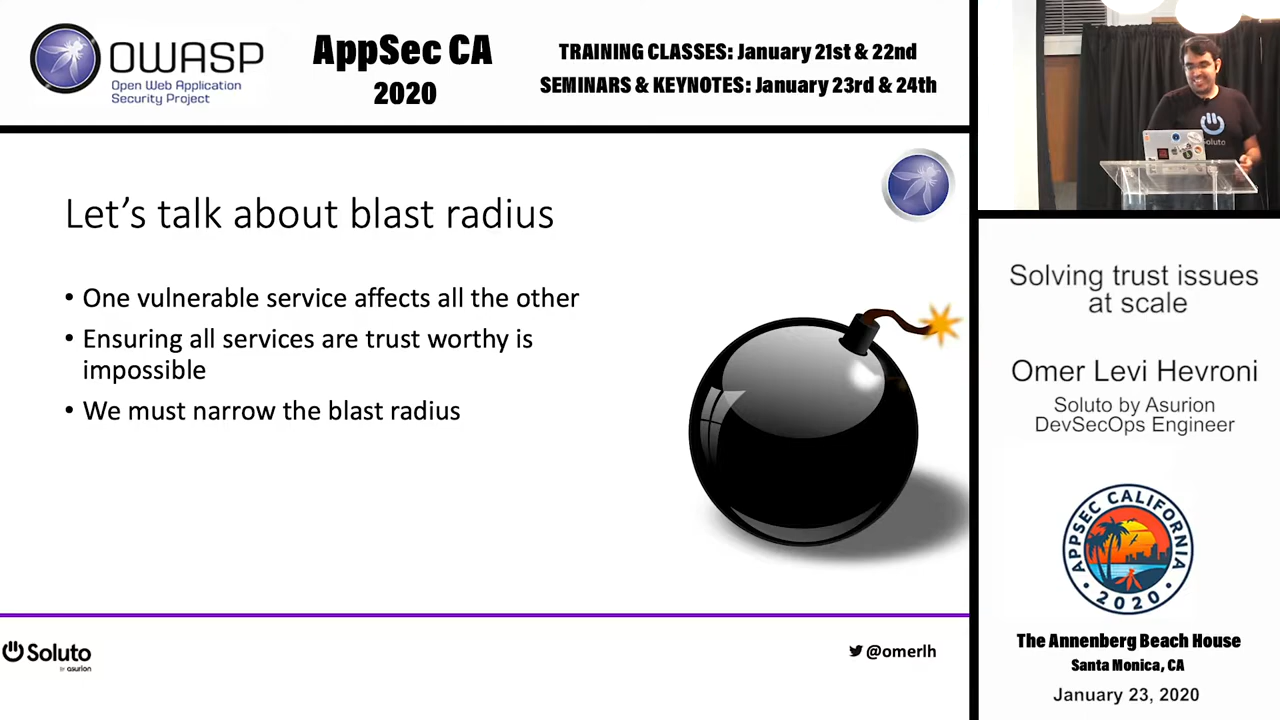 OWASP
Open Web Application
Security Project
AppSec CA
2020
TRAINING CLASSES: January 21st & 22nd
SEMINARS & KEYNOTES: January 23rd & 24th
Let's talk about blast radius
• One vulnerable service affects all the other
• Ensuring all services are trust worthy is
impossible
• We must narrow the blast radius
Soluto
by asurion
@omerlh
Soluto
Solving trust issues
at scale
Omer Levi Hevroni
Soluto by Asurion
DevSecOps Engineer
APPSEC CALIFORNIA
• 2020 •
The Annenberg Beach House
Santa Monica, CA
January 23, 2020